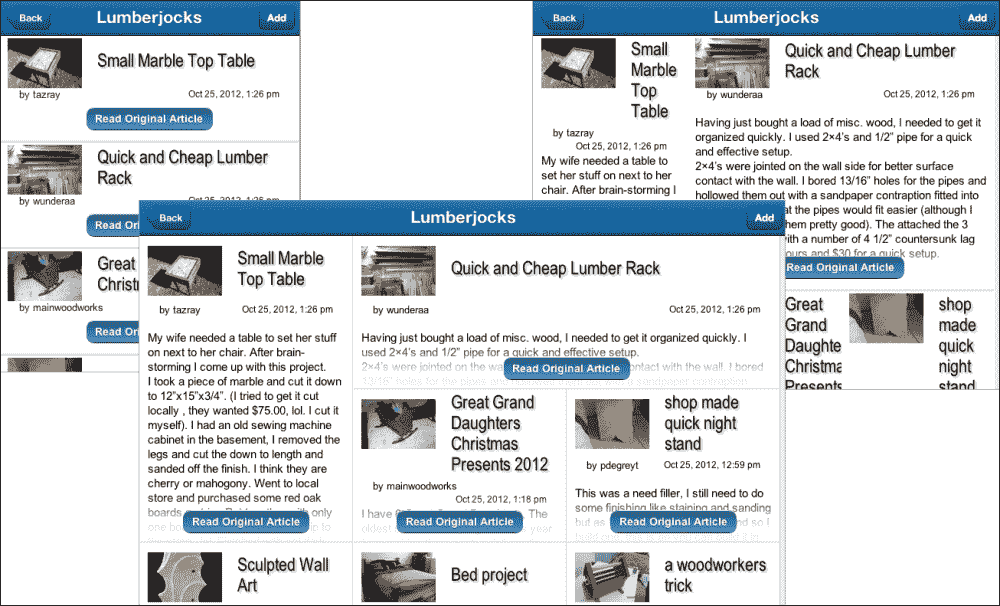 Back Lumberjocks Add
Small Marble Top Table
by tazray
Oct 25, 2012, 1:26 pm
Read Original Article
Quick and Cheap Lumber
Rack
by wunderaa
Read
Great
by mainwoodworks
Read
Back Lumberjocks Add
Small
Marble
Top
Table
by tazray
Oct 25, 2012, 1:26 pm
My wife needed a table to
set her stuff on next to her
chair. After brain-storming I
Quick and Cheap Lumber
Rack
by wunderaa
Oct 25, 2012, 1:26 pm
Having just bought a load of misc. wood, I needed to get it
organized quickly. I used 2×4's and 1/2" pipe for a quick
and effective setup.
2×4's were jointed on the wall side for better surface
contact with the wall. I bored 13/16" holes for the pipes and
hollowed them out with a sandpaper contraption fitted into
at the pipes would fit easier (although I
them pretty good). The attached the 3
with a number of 4 1/2" countersunk lag
ours and $30 for a quick setup.
Read Original Article
Great
Grand
Daughte
Christma
Presents
shop
made
quick
night
stand
Back Lumberjocks Add
Small Marble
Top Table
by tazray
Oct 25, 2012, 1:26 pm
My wife needed a table to set her stuff
on next to her chair. After brain-
storming I come up with this project.
I took a piece of marble and cut it down
to 12"x15"x3/4". (I tried to get it cut
locally , they wanted $75.00, lol. I cut it
myself). I had an old sewing machine
cabinet in the basement, I removed the
legs and cut the down to length and
sanded off the finish. I think they are
cherry or mahogony. Went to local
store and purchased some red oak
boards only
one
Read Original Article
Quick and Cheap Lumber Rack
by wunderaa
Oct 25, 2012, 1:26 pm
Having just bought a load of misc. wood, I needed to get it organized quickly. I
used 2×4's and 1/2" pipe for a quick and effective setup.
2×4's were jointed on the contact with the wall. I bored
13/16" holes for the pipes and
Read Original Article
Great Grand
Daughters
Christmas
Presents 2012
by mainwoodworks
Oct 25, 2012, 1:18 pm
I have The
oldest year
Read Original Article
shop made
quick night
stand
by pdegreyt
Oct 25, 2012, 12:59 pm
This was a need filler, I still need to do
some finishing like staining and sanding
but as and so I
Read Original Article
Sculpted Wall
Art
Bed project
a woodworkers
trick